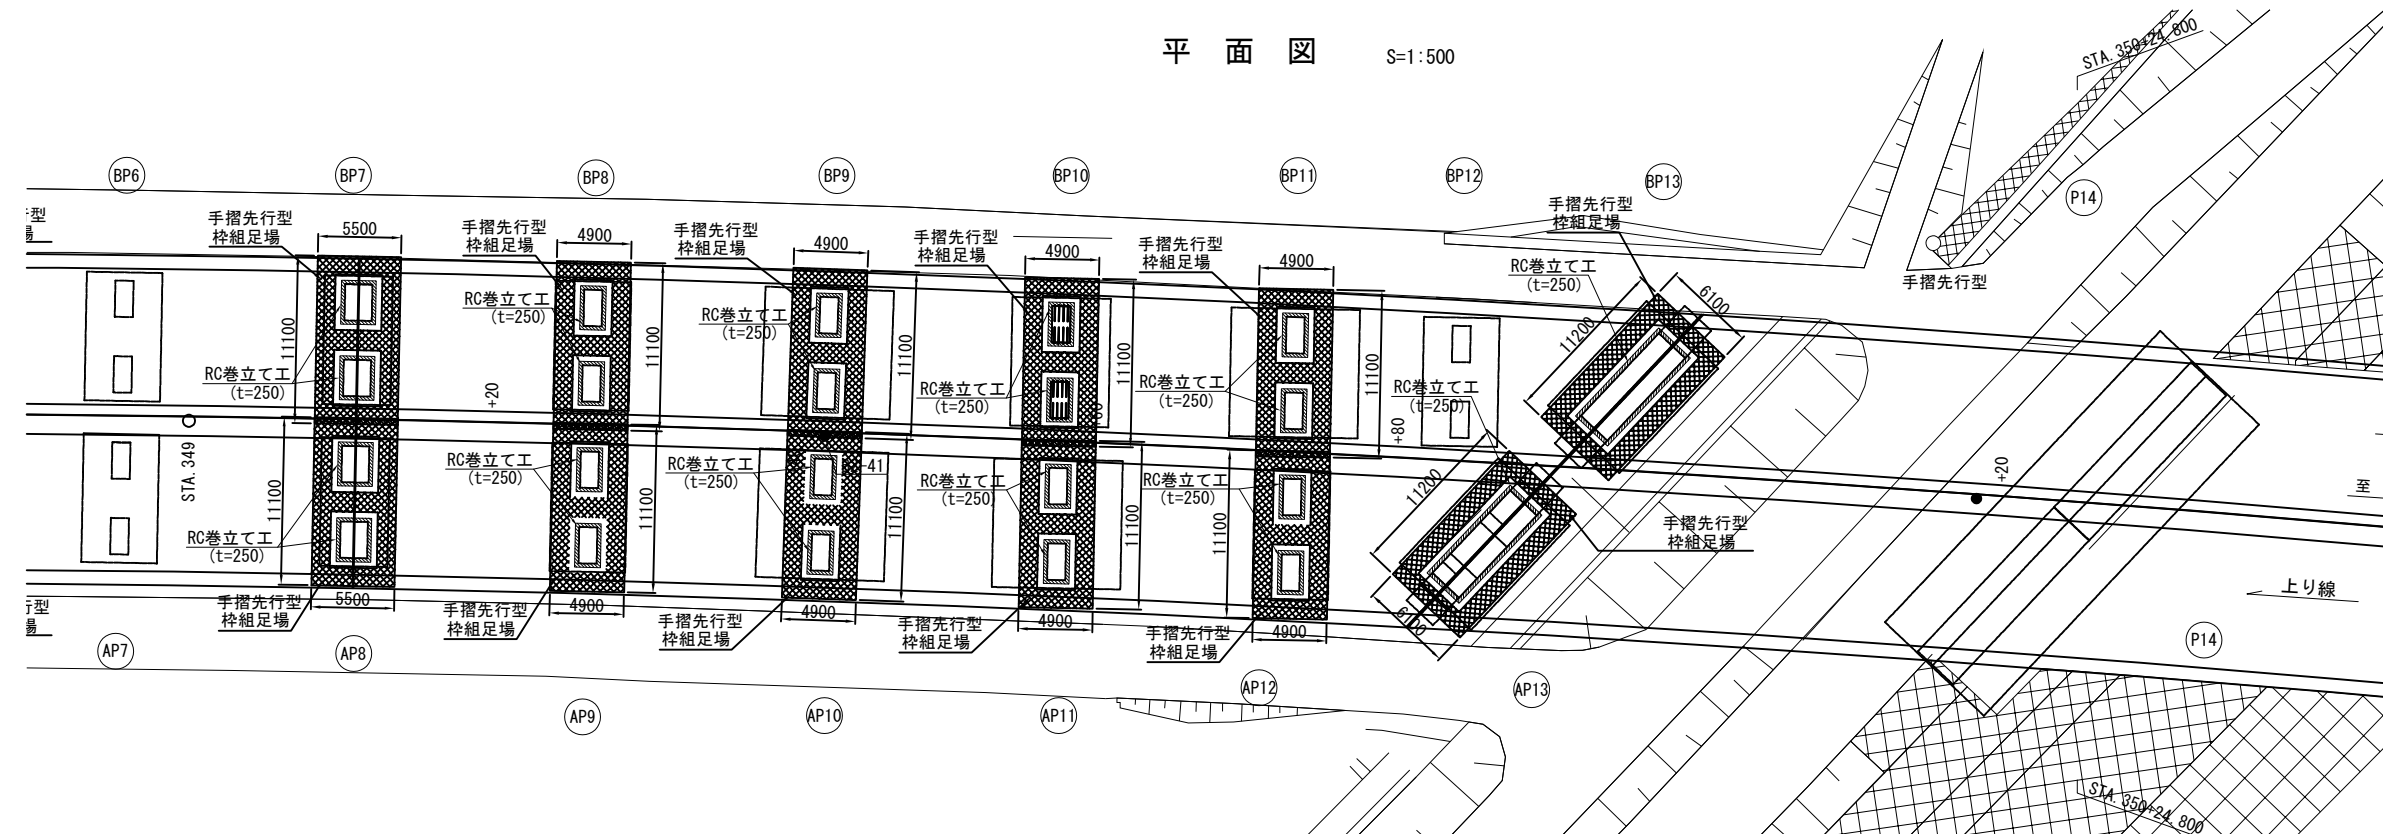 平 面 図 S=1:500
STA. 350+24. 800
BP6
BP7
BP8
BP9
BP10
BP11
BP12
BP13
P14
型
場
手摺先行型
枠組足場
5500
手摺先行型
枠組足場
4900
手摺先行型
枠組足場
4900
手摺先行型
枠組足場
4900
手摺先行型
枠組足場
4900
手摺先行型
枠組足場
RC巻立て工
(t=250)
6100
11200
手摺先行型
11100
RC巻立て工
(t=250)
RC巻立て工
(t=250)
11100
RC巻立て工
(t=250)
11100
RC巻立て工
(t=250)
11100
RC巻立て工
(t=250)
11100
RC巻立て工
(t=250)
+20
+80
STA. 349
11100
RC巻立て工
(t=250)
RC巻立て工
(t=250)
11100
RC巻立て工
(t=250)
-41
11100
RC巻立て工
(t=250)
11100
RC巻立て工
(t=250)
11100
11200
6100
手摺先行型
枠組足場
+20
至
上り線
型
場
手摺先行型
枠組足場
5500
手摺先行型
枠組足場
4900
手摺先行型
枠組足場
4900
手摺先行型
枠組足場
4900
手摺先行型
枠組足場
4900
AP7
AP8
AP9
AP10
AP11
AP12
AP13
P14
STA. 350+24. 800